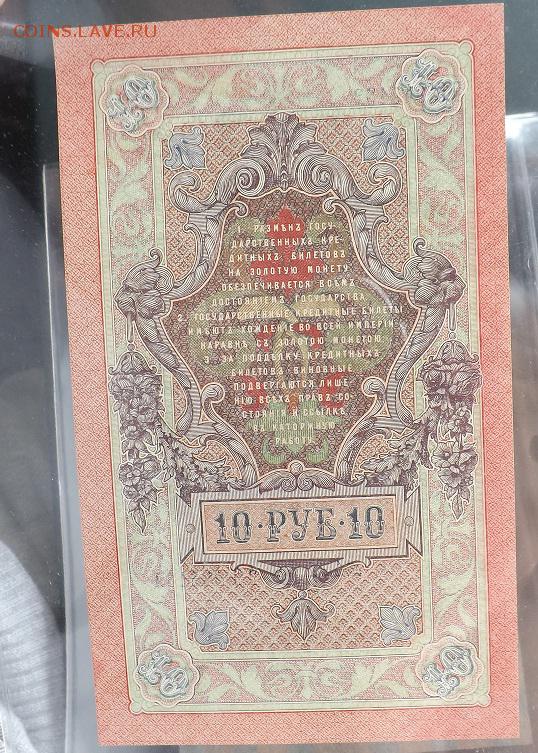 COINS.LAVE.RU
1. РАЗМѢНЪ ГОСУ-
ДАРСТВЕННЫХЪ КРЕ-
ДИТНЫХЪ БИЛЕТОВЪ
НА ЗОЛОТУЮ МОНЕТУ
ОБЕЗПЕЧИВАЕТСЯ ВСѢМЪ
ДОСТОЯНІЕМЪ ГОСУДАРСТВА.
2. ГОСУДАРСТВЕННЫЕ КРЕДИТНЫЕ БИЛЕТЫ
ИМѢЮТЪ ХОЖДЕНІЕ ВО ВСЕЙ ИМПЕРІИ
НАРАВНѢ СЪ ЗОЛОТОЮ МОНЕТОЮ.
3. ЗА ПОДДѢЛКУ КРЕДИТНЫХЪ
БИЛЕТОВЪ ВИНОВНЫЕ
ПОДВЕРГАЮТСЯ ЛИШЕ-
НІЮ ВСѢХЪ ПРАВЪ СО-
СТОЯНІЯ И ССЫЛКѢ
ВЪ КАТОРЖНУЮ
РАБОТУ.
10·РУБ·10